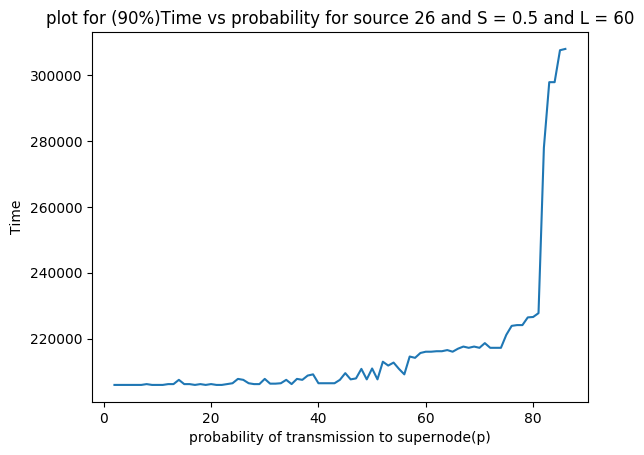 plot for (90%)Time vs probability for source 26 and S = 0.5 and L = 60
300000
280000
260000
240000
220000
Time
0 20 40 60 80
probability of transmission to supernode(p)